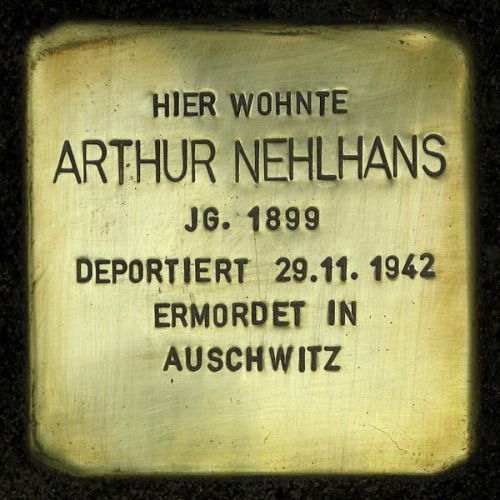 HIER WOHNTE
ARTHUR NEHLHANS
JG. 1899
DEPORTIERT 29.11.1942
ERMORDET IN
AUSCHWITZ